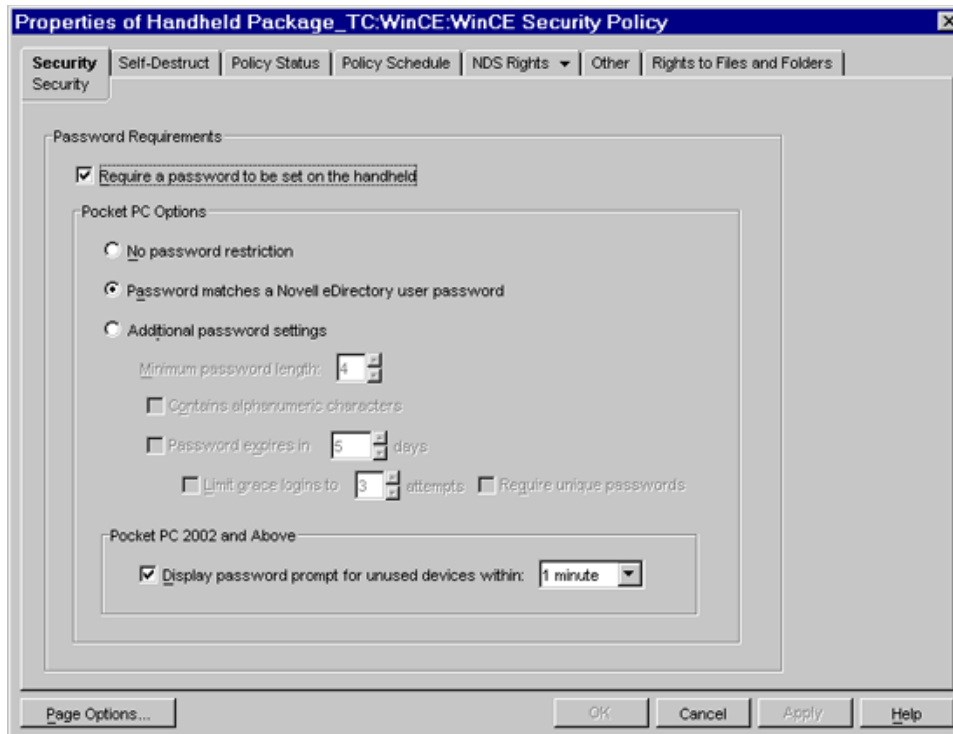 Properties of Handheld Package_TC:WinCE:WinCE Security Policy
Security Self-Destruct Policy Status Policy Schedule NDS Rights Other Rights to Files and Folders
Security
Password Requirements
Require a password to be set on the handheld
Pocket PC Options
No password restriction
Password matches a Novell eDirectory user password
Additional password settings
Minimum password length: 4
Contains alphanumeric characters
Password expires in 5 days
Limit grace logins to 3 attempts Require unique passwords
Pocket PC 2002 and Above
Display password prompt for unused devices within: 1 minute
Page Options... OK Cancel Apply Help